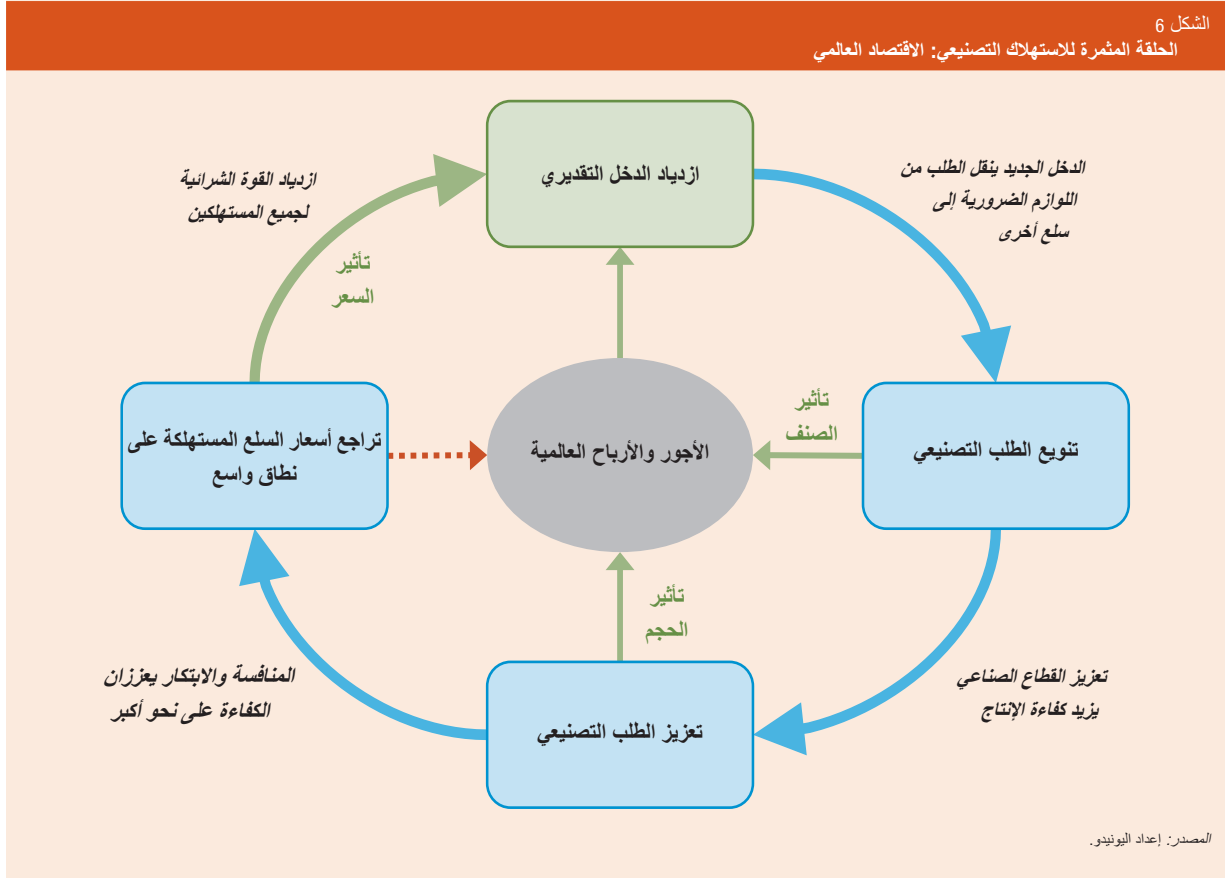 الشكل 6
الحلقة المثمرة للاستهلاك التصنيعي: الاقتصاد العالمي
ازدياد الدخل التقديري
الدخل الجديد ينقل الطلب من
اللوازم الضرورية إلى
سلع أخرى
ازدياد القوة الشرائية
لجميع المستهلكين
تأثير
السعر
تنويع الطلب التصنيعي
تأثير
الصنف
الأجور والأرباح العالمية
تراجع أسعار السلع المستهلكة على
نطاق واسع
تأثير
الحجم
تعزيز القطاع الصناعي
يزيد كفاءة الإنتاج
تعزيز الطلب التصنيعي
المنافسة والابتكار يعززان
الكفاءة على نحو أكبر
المصدر: إعداد اليونيدو.